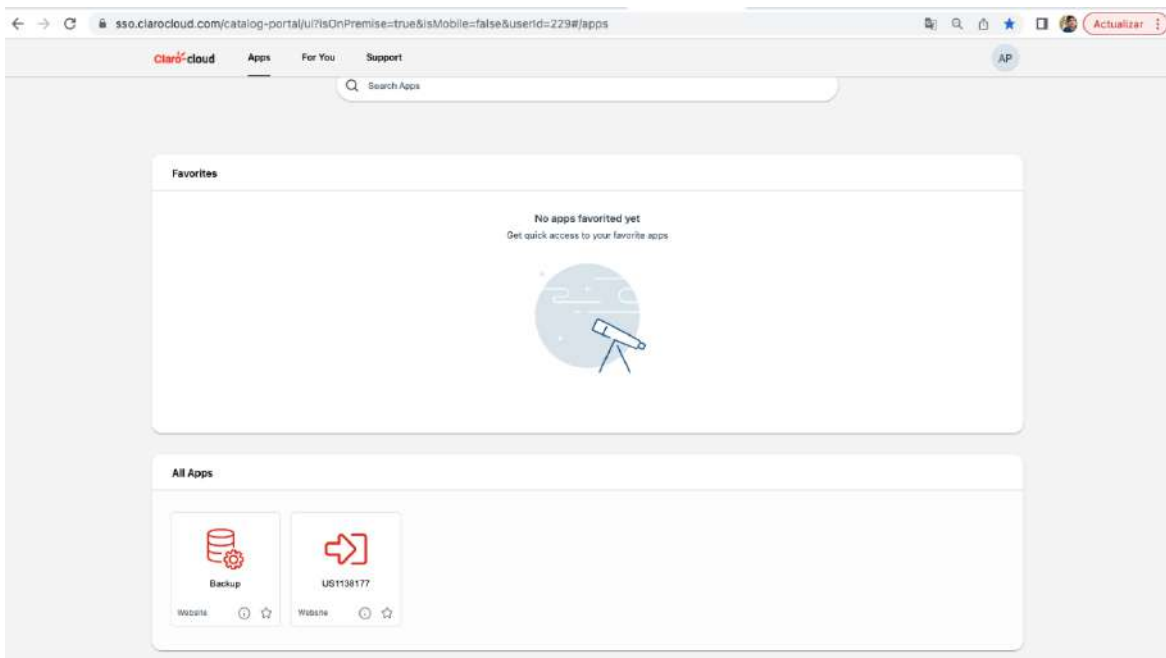 sso.clarocloud.com/catalog-portal/ui?isOnPremise=true&isMobile=false&userId=229#/apps
Actualizar
Claro-cloud Apps For You Support AP
Search Apps
Favorites
No apps favorited yet
Get quick access to your favorite apps
All Apps
Backup US1138177
Website Website